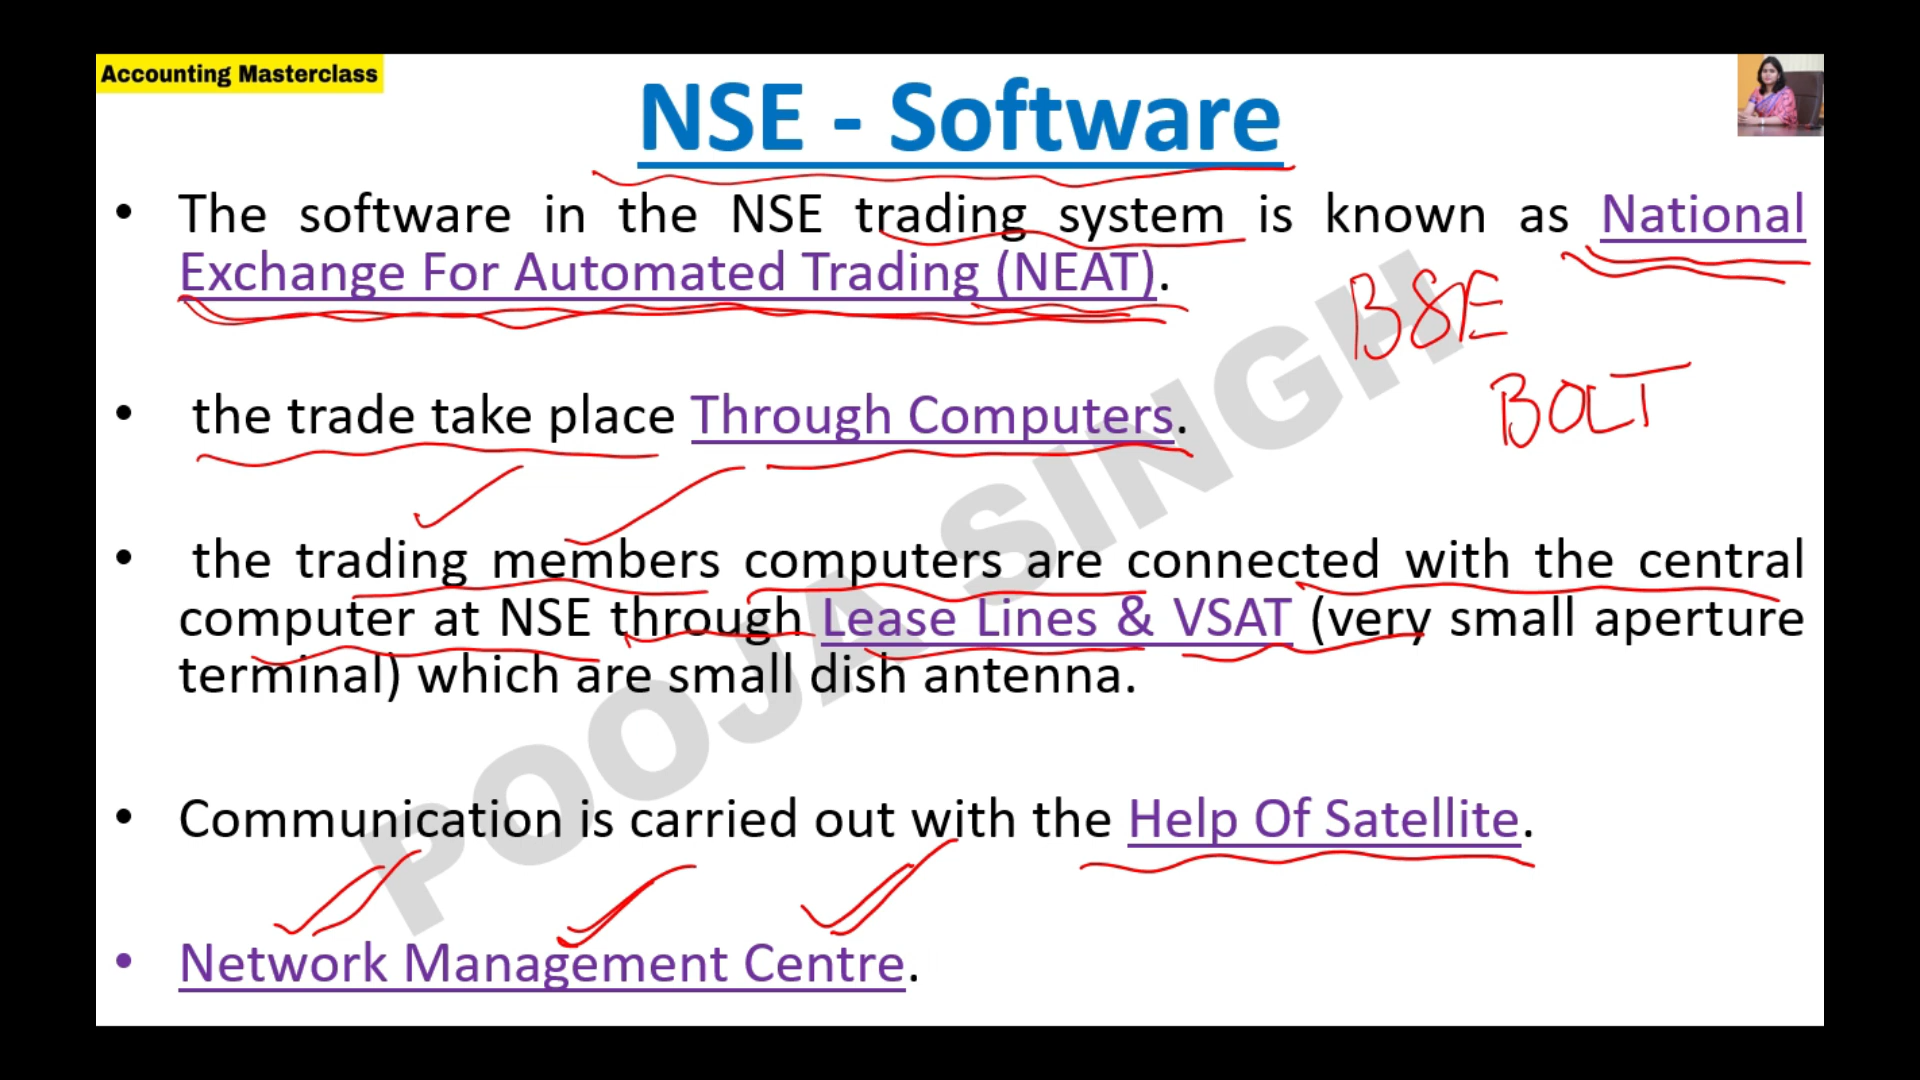 Accounting Masterclass
NSE - Software
• The software in the NSE trading system is known as National
Exchange For Automated Trading (NEAT).
BSE
BOLT
• the trade take place Through Computers.
• the trading members computers are connected with the central
computer at NSE through Lease Lines & VSAT (very small aperture
terminal) which are small dish antenna.
• Communication is carried out with the Help Of Satellite.
• Network Management Centre.
POOJA SINGH